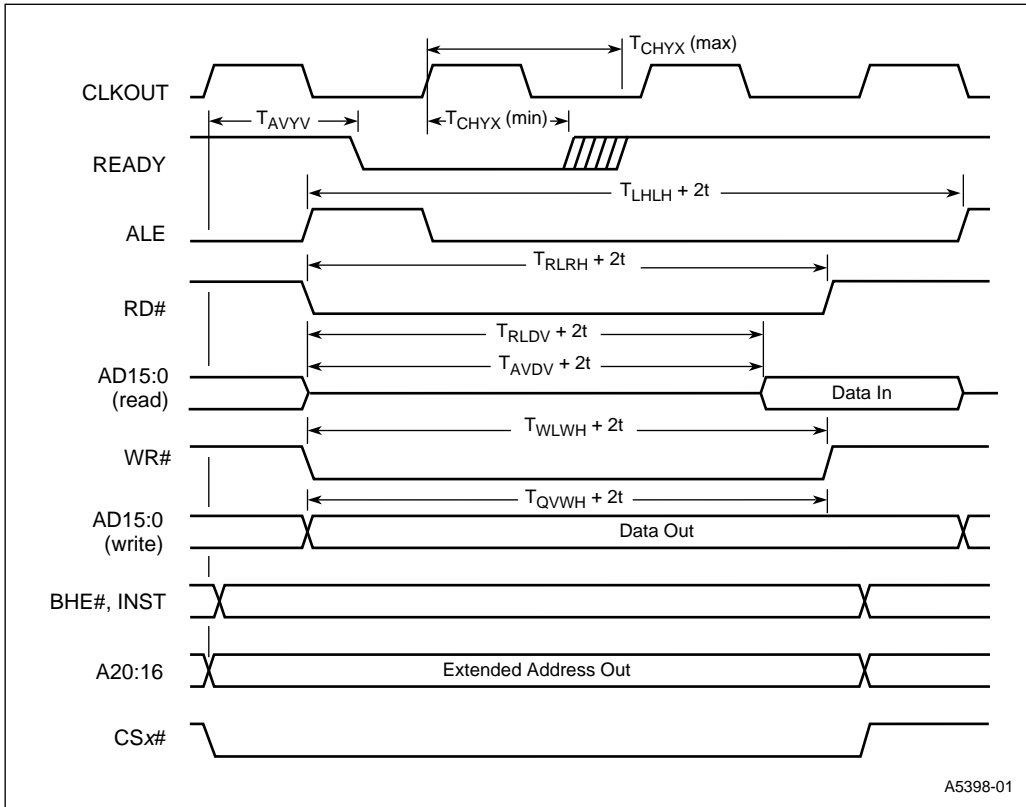 T_CHYX (max)
CLKOUT
T_AVYV
T_CHYX (min)
READY
T_LHLH + 2t
ALE
T_RLRH + 2t
RD#
T_RLDV + 2t
T_AVDV + 2t
AD15:0
(read)
Data In
T_WLWH + 2t
WR#
T_QVWH + 2t
AD15:0
(write)
Data Out
BHE#, INST
A20:16
Extended Address Out
CSx#
A5398-01